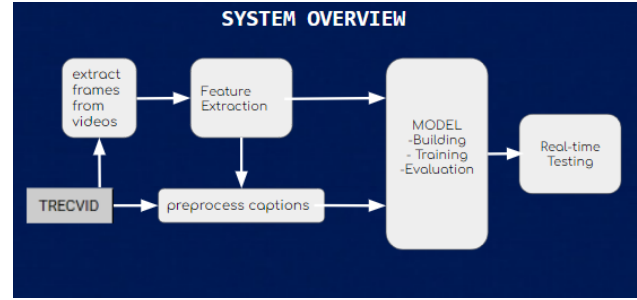 SYSTEM OVERVIEW
extract
frames
from
videos
Feature
Extraction
MODEL
-Building
- Training
-Evaluation
Real-time
Testing
TRECVID
preprocess captions